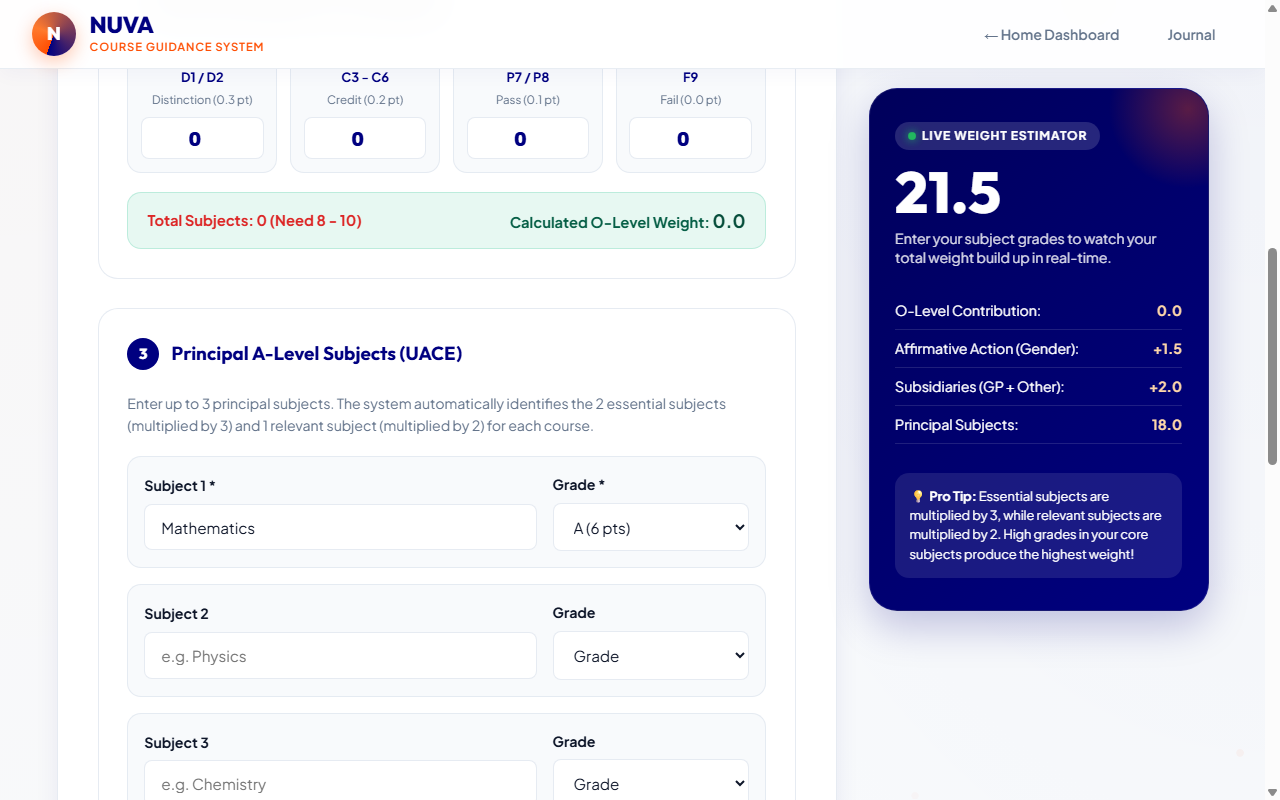 N
NUVA
COURSE GUIDANCE SYSTEM
← Home Dashboard
Journal
D1 / D2
Distinction (0.3 pt)
0
C3 - C6
Credit (0.2 pt)
0
P7 / P8
Pass (0.1 pt)
0
F9
Fail (0.0 pt)
0
Total Subjects: 0 (Need 8 - 10)
Calculated O-Level Weight: 0.0
3
Principal A-Level Subjects (UACE)
Enter up to 3 principal subjects. The system automatically identifies the 2 essential subjects
(multiplied by 3) and 1 relevant subject (multiplied by 2) for each course.
Subject 1 *
Grade *
Mathematics
A (6 pts)
Subject 2
Grade
e.g. Physics
Grade
Subject 3
Grade
e.g. Chemistry
Grade
LIVE WEIGHT ESTIMATOR
21.5
Enter your subject grades to watch your
total weight build up in real-time.
O-Level Contribution: 0.0
Affirmative Action (Gender): +1.5
Subsidiaries (GP + Other): +2.0
Principal Subjects: 18.0
💡 Pro Tip: Essential subjects are
multiplied by 3, while relevant subjects are
multiplied by 2. High grades in your core
subjects produce the highest weight!